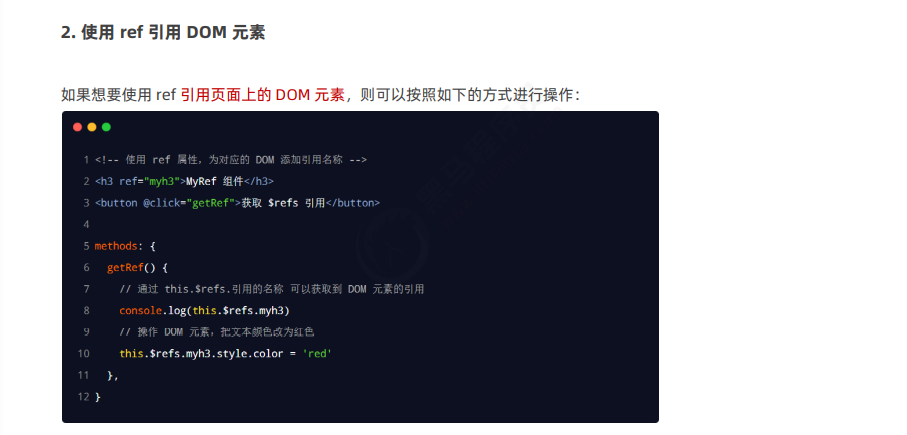 2. 使用 ref 引用 DOM 元素
如果想要使用 ref 引用页面上的 DOM 元素，则可以按照如下的方式进行操作：
1 <!-- 使用 ref 属性，为对应的 DOM 添加引用名称 -->
2 <h3 ref="myh3">MyRef 组件</h3>
3 <button @click="getRef">获取 $refs 引用</button>
4
5 methods: {
6 getRef() {
7 // 通过 this.$refs.引用的名称 可以获取到 DOM 元素的引用
8 console.log(this.$refs.myh3)
9 // 操作 DOM 元素，把文本颜色改为红色
10 this.$refs.myh3.style.color = 'red'
11 },
12 }